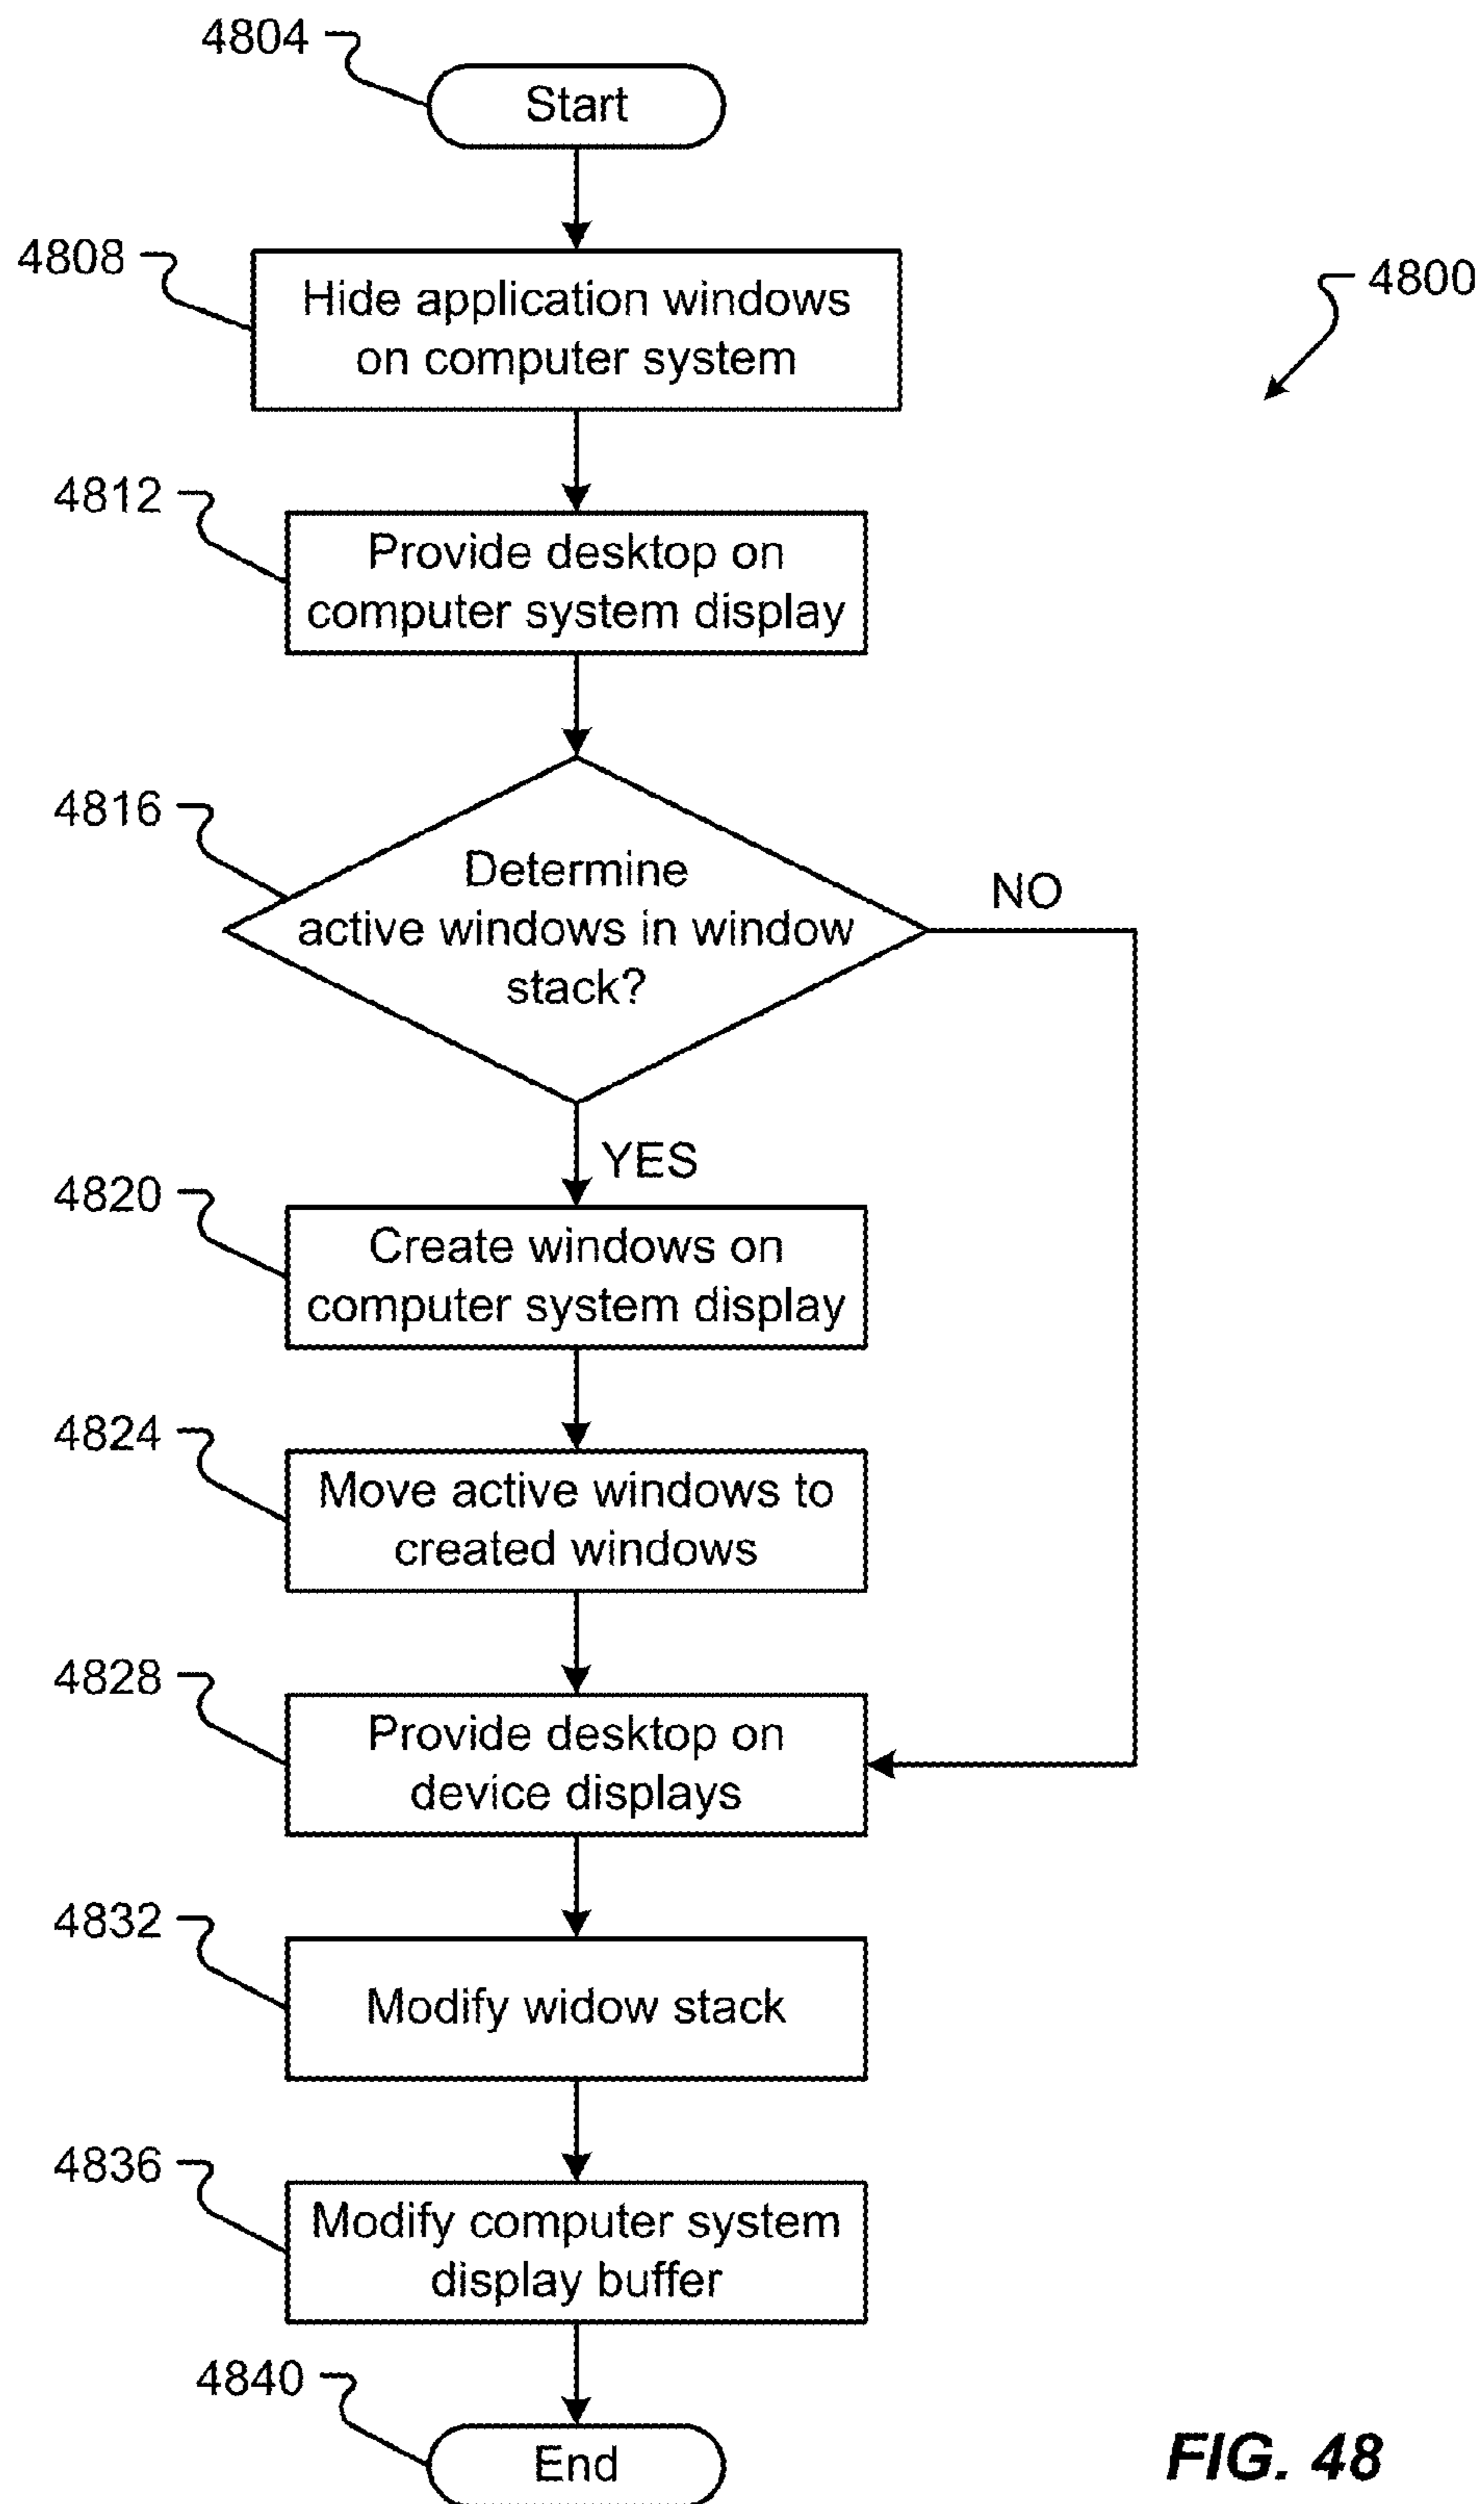 4804
Start
4808
Hide application windows
on computer system
4800
4812
Provide desktop on
computer system display
4816
Determine
active windows in window
stack?
NO
YES
4820
Create windows on
computer system display
4824
Move active windows to
created windows
4828
Provide desktop on
device displays
4832
Modify widow stack
4836
Modify computer system
display buffer
4840
End
FIG. 48